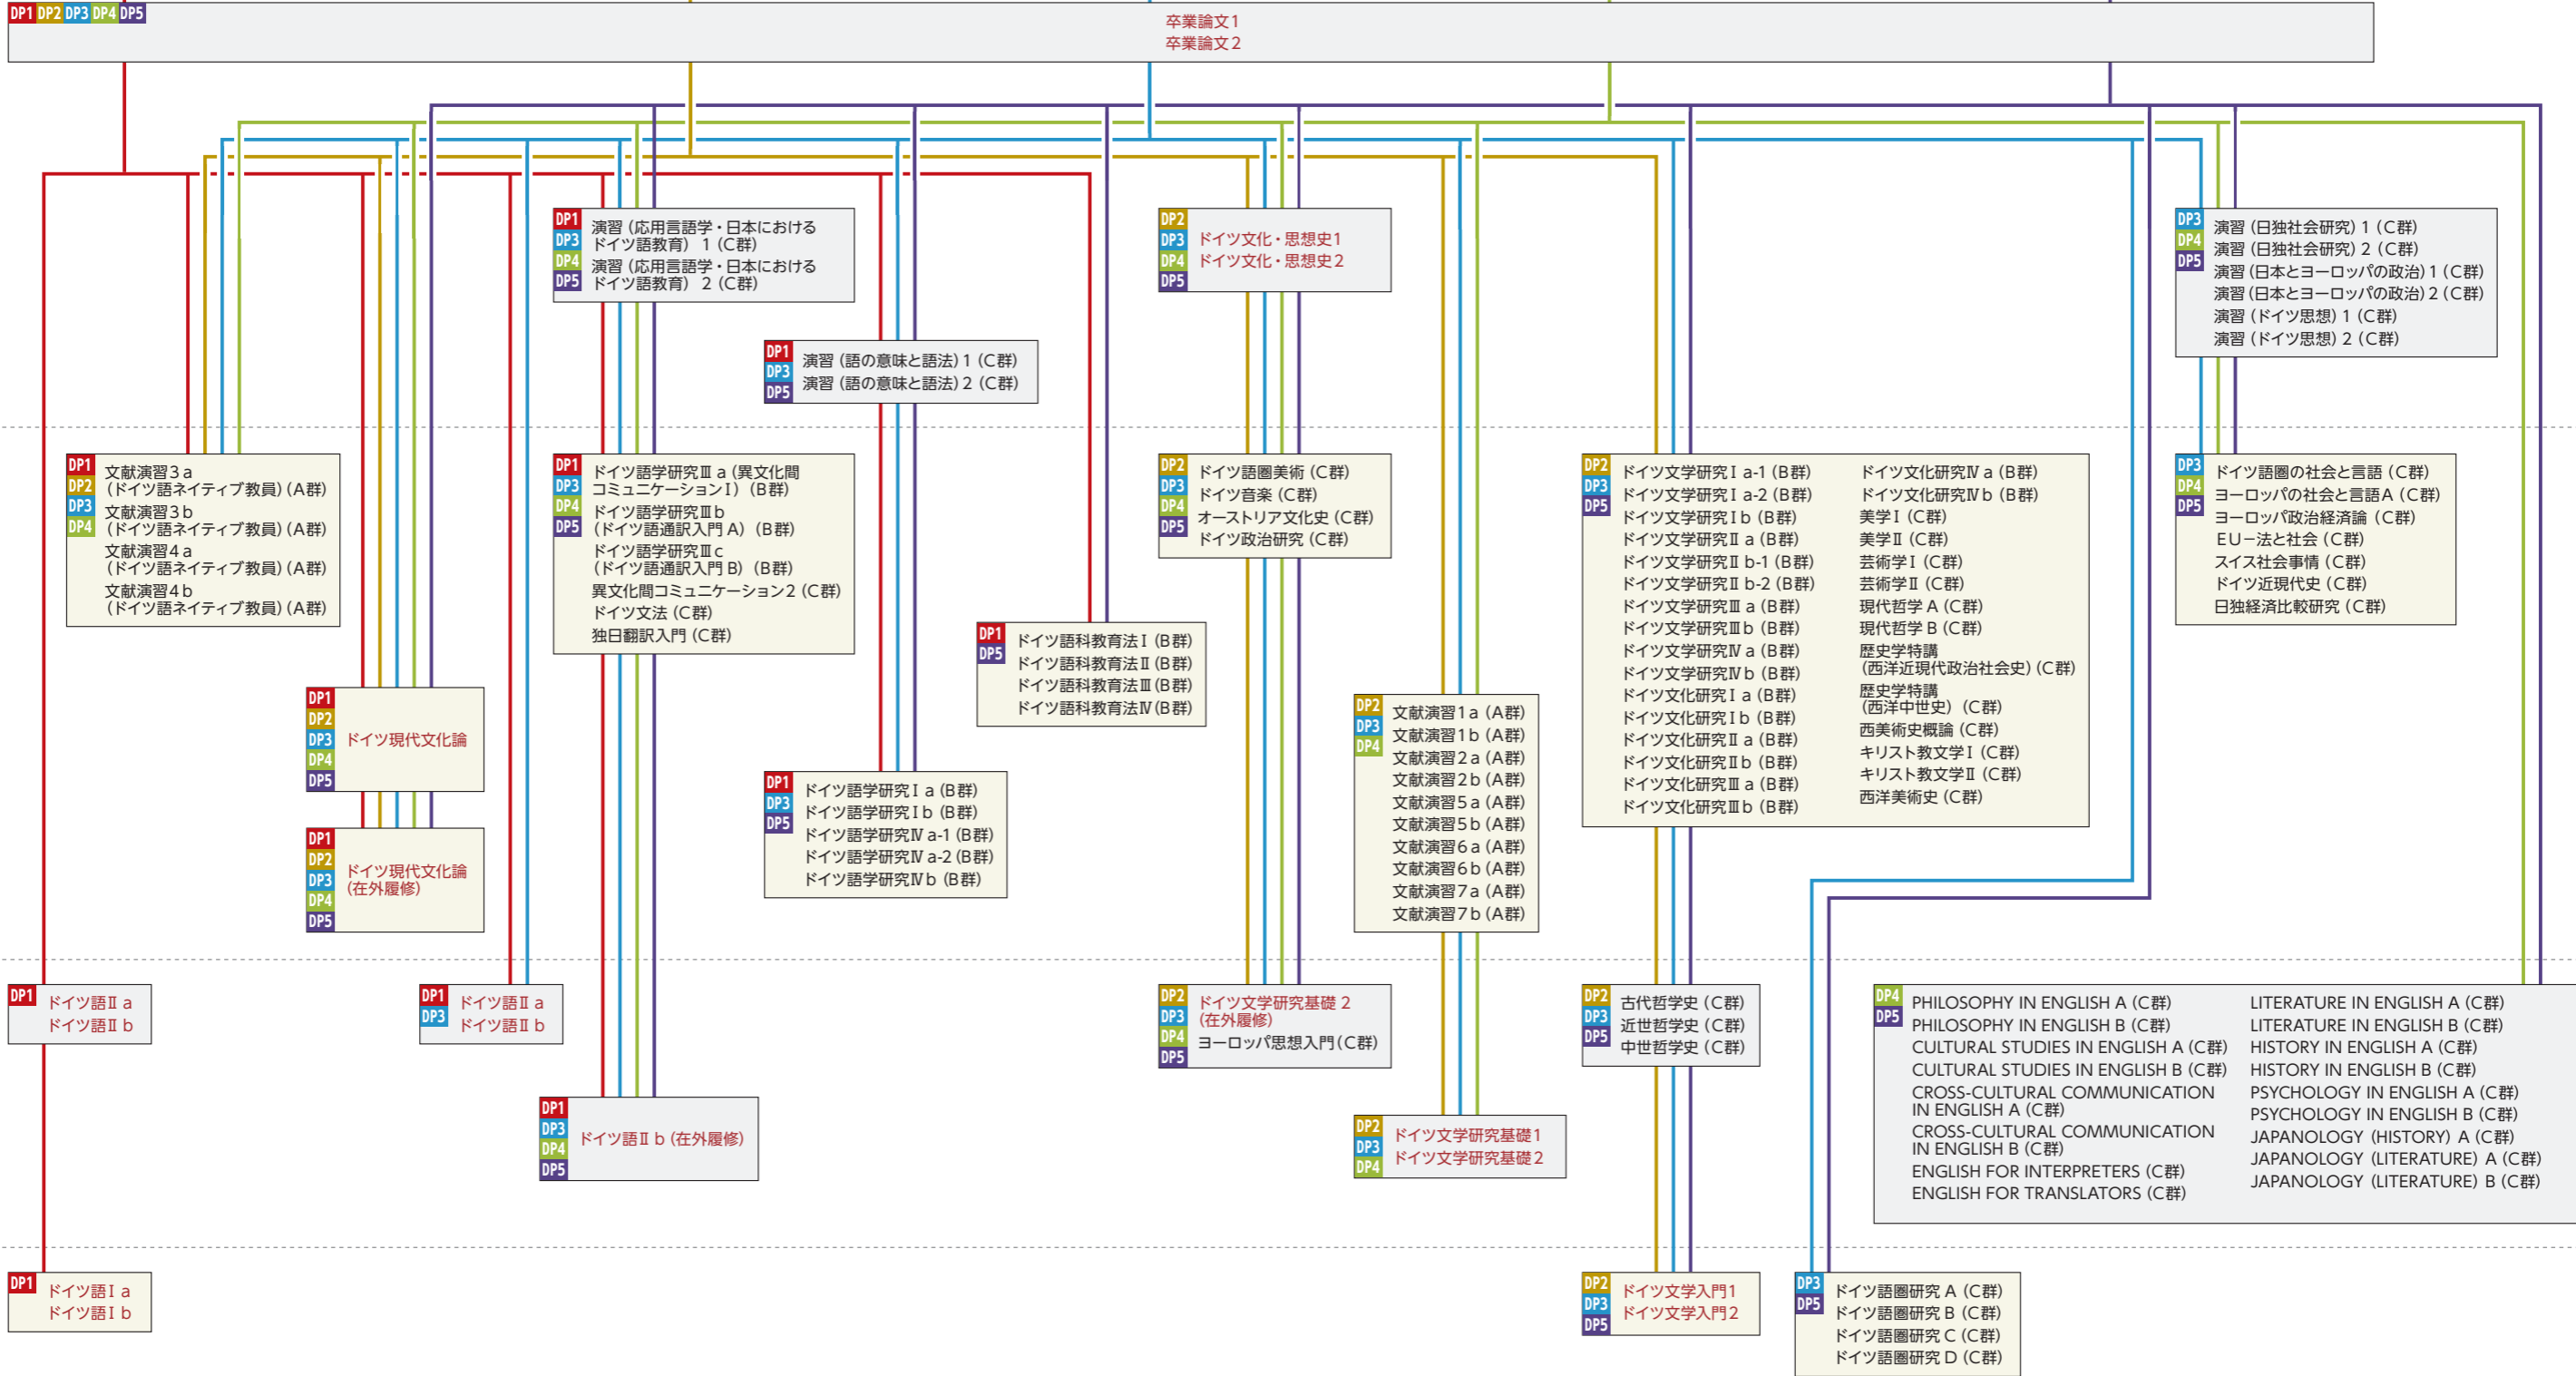 DP1 DP2 DP3 DP4 DP5
卒業論文1
卒業論文2
DP1
DP3
DP4
DP5
演習(応用言語学・日本における
ドイツ語教育) 1(C群)
演習(応用言語学・日本における
ドイツ語教育) 2(C群)
DP2
DP3
DP4
DP5
ドイツ文化・思想史1
ドイツ文化・思想史2
DP3
DP4
DP5
演習(日独社会研究)1(C群)
演習(日独社会研究)2(C群)
演習(日本とヨーロッパの政治)1(C群)
演習(日本とヨーロッパの政治)2(C群)
演習(ドイツ思想)1(C群)
演習(ドイツ思想)2(C群)
DP1
DP3
DP5
演習(語の意味と語法)1(C群)
演習(語の意味と語法)2(C群)
DP1
DP2
DP3
DP4
文献演習3a
(ドイツ語ネイティブ教員)(A群)
文献演習3b
(ドイツ語ネイティブ教員)(A群)
文献演習4a
(ドイツ語ネイティブ教員)(A群)
文献演習4b
(ドイツ語ネイティブ教員)(A群)
DP1
DP3
DP4
DP5
ドイツ語学研究Ⅲa(異文化間
コミュニケーションⅠ)(B群)
ドイツ語学研究Ⅲb
(ドイツ語通訳入門A)(B群)
ドイツ語学研究Ⅲc
(ドイツ語通訳入門B)(B群)
異文化間コミュニケーション2(C群)
ドイツ文法(C群)
独日翻訳入門(C群)
DP2
DP3
DP4
DP5
ドイツ語圏美術(C群)
ドイツ音楽(C群)
オーストリア文化史(C群)
ドイツ政治研究(C群)
DP2
DP3
DP5
ドイツ文学研究Ⅰa-1(B群)
ドイツ文学研究Ⅰa-2(B群)
ドイツ文学研究Ⅰb(B群)
ドイツ文学研究Ⅱa(B群)
ドイツ文学研究Ⅱb-1(B群)
ドイツ文学研究Ⅱb-2(B群)
ドイツ文学研究Ⅲa(B群)
ドイツ文学研究Ⅲb(B群)
ドイツ文学研究Ⅳa(B群)
ドイツ文学研究Ⅳb(B群)
ドイツ文化研究Ⅰa(B群)
ドイツ文化研究Ⅰb(B群)
ドイツ文化研究Ⅱa(B群)
ドイツ文化研究Ⅱb(B群)
ドイツ文化研究Ⅲa(B群)
ドイツ文化研究Ⅲb(B群)
ドイツ文化研究Ⅳa(B群)
ドイツ文化研究Ⅳb(B群)
美学Ⅰ(C群)
美学Ⅱ(C群)
芸術学Ⅰ(C群)
芸術学Ⅱ(C群)
現代哲学A(C群)
現代哲学B(C群)
歴史学特講
(西洋近現代政治社会史)(C群)
歴史学特講
(西洋中世史)(C群)
西美術史概論(C群)
キリスト教文学Ⅰ(C群)
キリスト教文学Ⅱ(C群)
西洋美術史(C群)
DP3
DP4
DP5
ドイツ語圏の社会と言語(C群)
ヨーロッパの社会と言語A(C群)
ヨーロッパ政治経済論(C群)
EU－法と社会(C群)
スイス社会事情(C群)
ドイツ近現代史(C群)
日独経済比較研究(C群)
DP1
DP5
ドイツ語科教育法Ⅰ(B群)
ドイツ語科教育法Ⅱ(B群)
ドイツ語科教育法Ⅲ(B群)
ドイツ語科教育法Ⅳ(B群)
DP1
DP2
DP3
DP4
DP5
ドイツ現代文化論
DP2
DP3
DP4
文献演習1a(A群)
文献演習1b(A群)
文献演習2a(A群)
文献演習2b(A群)
文献演習5a(A群)
文献演習5b(A群)
文献演習6a(A群)
文献演習6b(A群)
文献演習7a(A群)
文献演習7b(A群)
DP1
DP3
DP5
ドイツ語学研究Ⅰa(B群)
ドイツ語学研究Ⅰb(B群)
ドイツ語学研究Ⅳa-1(B群)
ドイツ語学研究Ⅳa-2(B群)
ドイツ語学研究Ⅳb(B群)
DP1
DP2
DP3
DP4
DP5
ドイツ現代文化論
(在外履修)
DP1
ドイツ語Ⅱa
ドイツ語Ⅱb
DP1
DP3
ドイツ語Ⅱa
ドイツ語Ⅱb
DP2
DP3
DP4
DP5
ドイツ文学研究基礎2
(在外履修)
ヨーロッパ思想入門(C群)
DP2
DP3
DP5
古代哲学史(C群)
近世哲学史(C群)
中世哲学史(C群)
DP4
DP5
PHILOSOPHY IN ENGLISH A(C群)
PHILOSOPHY IN ENGLISH B(C群)
CULTURAL STUDIES IN ENGLISH A(C群)
CULTURAL STUDIES IN ENGLISH B(C群)
CROSS-CULTURAL COMMUNICATION
IN ENGLISH A(C群)
CROSS-CULTURAL COMMUNICATION
IN ENGLISH B(C群)
ENGLISH FOR INTERPRETERS(C群)
ENGLISH FOR TRANSLATORS(C群)
LITERATURE IN ENGLISH A(C群)
LITERATURE IN ENGLISH B(C群)
HISTORY IN ENGLISH A(C群)
HISTORY IN ENGLISH B(C群)
PSYCHOLOGY IN ENGLISH A(C群)
PSYCHOLOGY IN ENGLISH B(C群)
JAPANOLOGY(HISTORY)A(C群)
JAPANOLOGY(LITERATURE)A(C群)
JAPANOLOGY(LITERATURE)B(C群)
DP1
DP3
DP4
DP5
ドイツ語Ⅱb(在外履修)
DP2
DP3
DP4
ドイツ文学研究基礎1
ドイツ文学研究基礎2
DP1
ドイツ語Ⅰa
ドイツ語Ⅰb
DP2
DP3
DP5
ドイツ文学入門1
ドイツ文学入門2
DP3
DP5
ドイツ語圏研究A(C群)
ドイツ語圏研究B(C群)
ドイツ語圏研究C(C群)
ドイツ語圏研究D(C群)